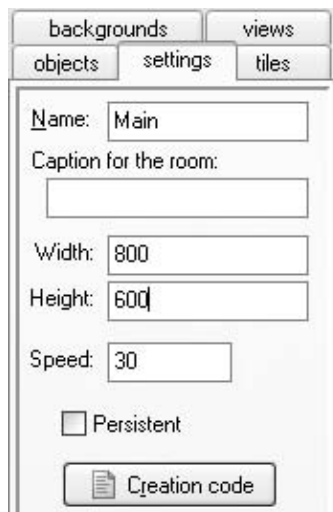 backgrounds views
objects settings tiles
Name: Main
Caption for the room:
Width: 800
Height: 600
Speed: 30
Persistent
Creation code